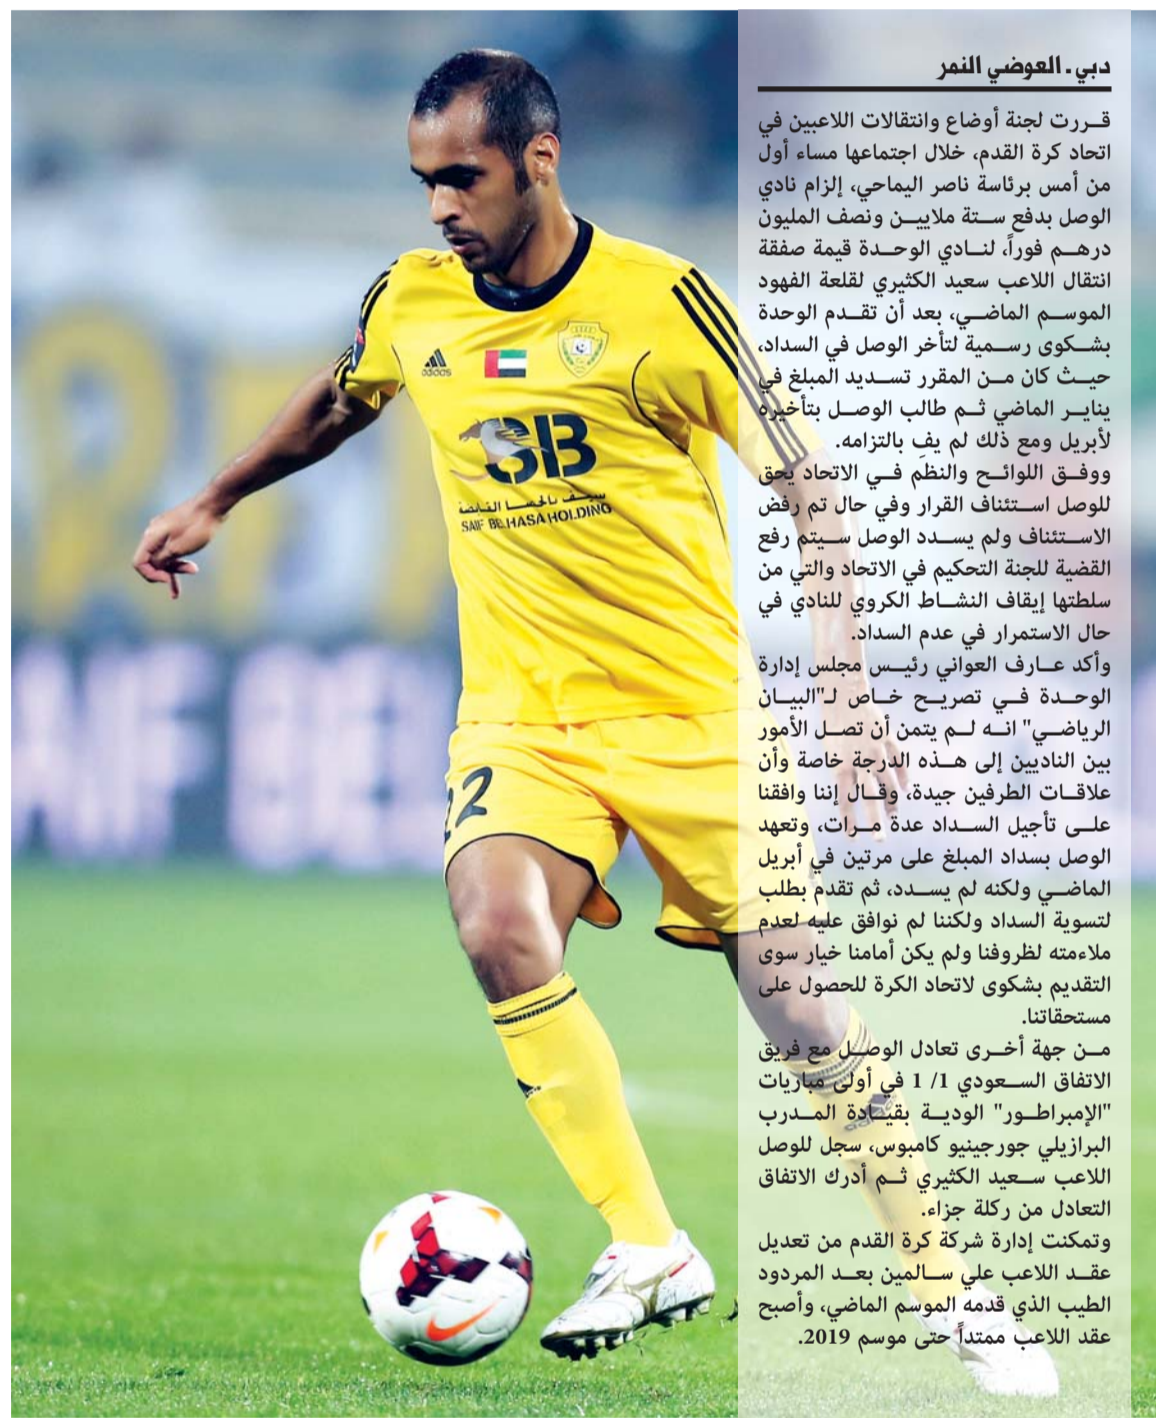 دبي ـ العوضي النمر
قررت لجنة أوضاع وانتقالات اللاعبين في
اتحاد كرة القدم، خلال اجتماعها مساء أول
من أمس برئاسة ناصر اليماحي، إلزام نادي
الوصل بدفع ستة ملايين ونصف المليون
درهم فوراً، لنادي الوحدة قيمة صفقة
انتقال اللاعب سعيد الكثيري لقلعة الفهود
الموسم الماضي، بعد أن تقدم الوحدة
بشكوى رسمية لتأخر الوصل في السداد،
حيث كان من المقرر تسديد المبلغ في
يناير الماضي ثم طالب الوصل بتأخيره
لأبريل ومع ذلك لم يفِ بالتزامه.
ووفق اللوائح والنظم في الاتحاد يحق
للوصل استئناف القرار وفي حال تم رفض
الاستئناف ولم يسدد الوصل سيتم رفع
القضية للجنة التحكيم في الاتحاد والتي من
سلطتها إيقاف النشاط الكروي للنادي في
حال الاستمرار في عدم السداد.
وأكد عارف العواني رئيس مجلس إدارة
الوحدة في تصريح خاص لـ"البيان
الرياضي" انه لم يتمن أن تصل الأمور
بين الناديين إلى هذه الدرجة خاصة وأن
علاقات الطرفين جيدة، وقال إننا وافقنا
على تأجيل السداد عدة مرات، وتعهد
الوصل بسداد المبلغ على مرتين في أبريل
الماضي ولكنه لم يسدد، ثم تقدم بطلب
لتسوية السداد ولكننا لم نوافق عليه لعدم
ملاءمته لظروفنا ولم يكن أمامنا خيار سوى
التقديم بشكوى لاتحاد الكرة للحصول على
مستحقاتنا.
من جهة أخرى تعادل الوصل مع فريق
الاتفاق السعودي 1/ 1 في أولى مباريات
"الإمبراطور" الودية بقيادة المدرب
البرازيلي جورجينيو كامبوس، سجل للوصل
اللاعب سعيد الكثيري ثم أدرك الاتفاق
التعادل من ركلة جزاء.
وتمكنت إدارة شركة كرة القدم من تعديل
عقد اللاعب علي سالمين بعد المردود
الطيب الذي قدمه الموسم الماضي، وأصبح
عقد اللاعب ممتداً حتى موسم 2019.
adidas
SB
سيف بالحصا القابضة
SAIF BELHASA HOLDING
22
adidas